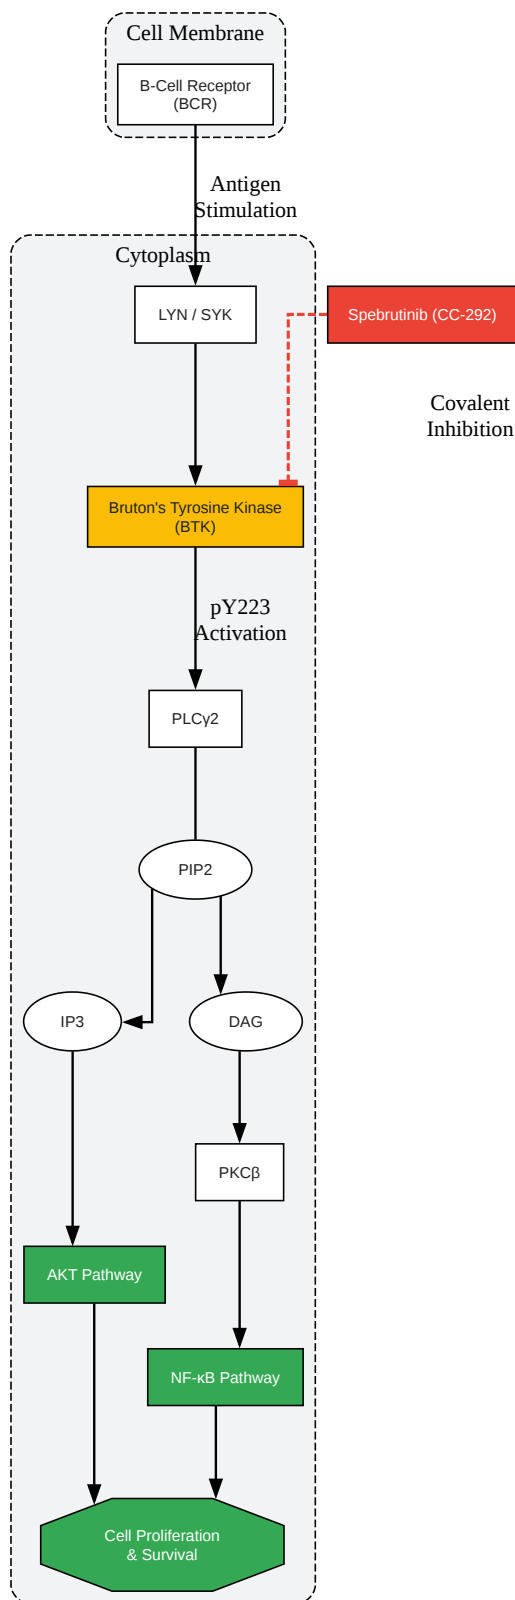 Cell Membrane
B-Cell Receptor
(BCR)
Antigen
Stimulation
Cytoplasm
LYN / SYK
Spebrutinib (CC-292)
Covalent
Inhibition
Bruton's Tyrosine Kinase
(BTK)
pY223
Activation
PLCγ2
PIP2
IP3
DAG
PKCβ
AKT Pathway
NF-κB Pathway
Cell Proliferation
& Survival